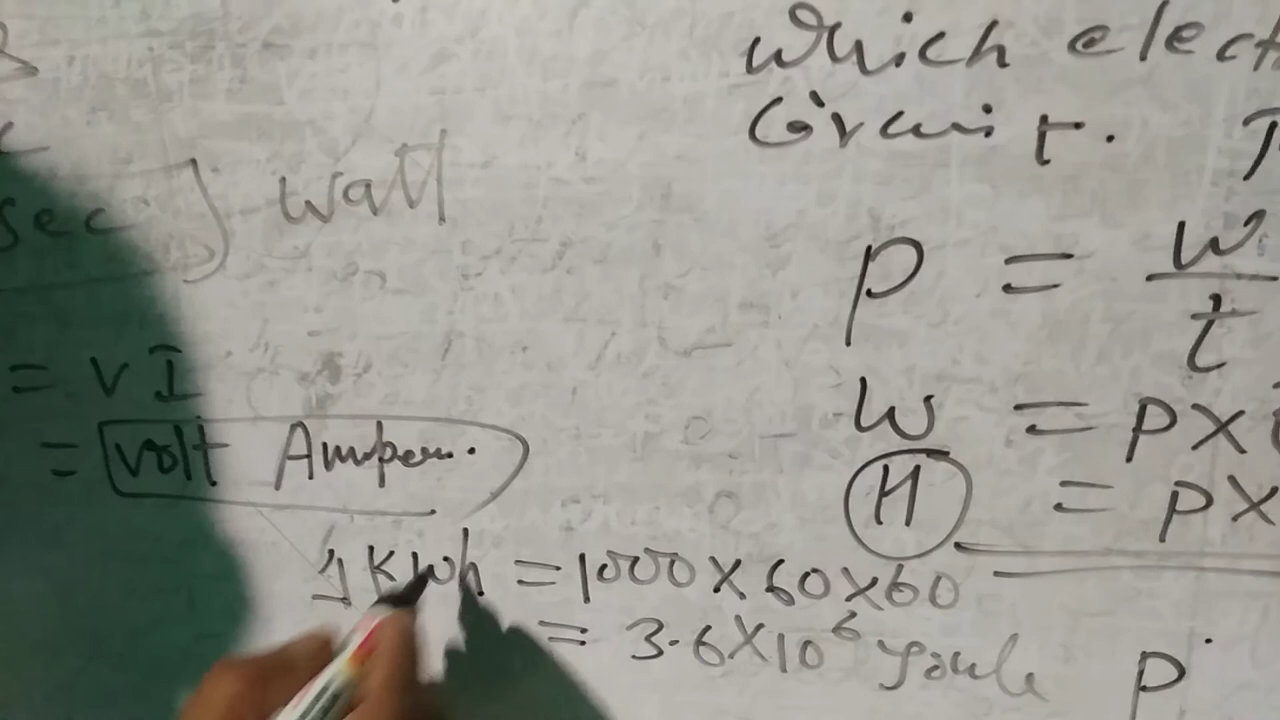 sec] watt
= VI
= volt Ampere.
1 kwh = 1000 X 60 X 60
= 3.6 X 10⁶ Joule
which elect
Circuit.
P = w
t
W = P X
H = P X
P